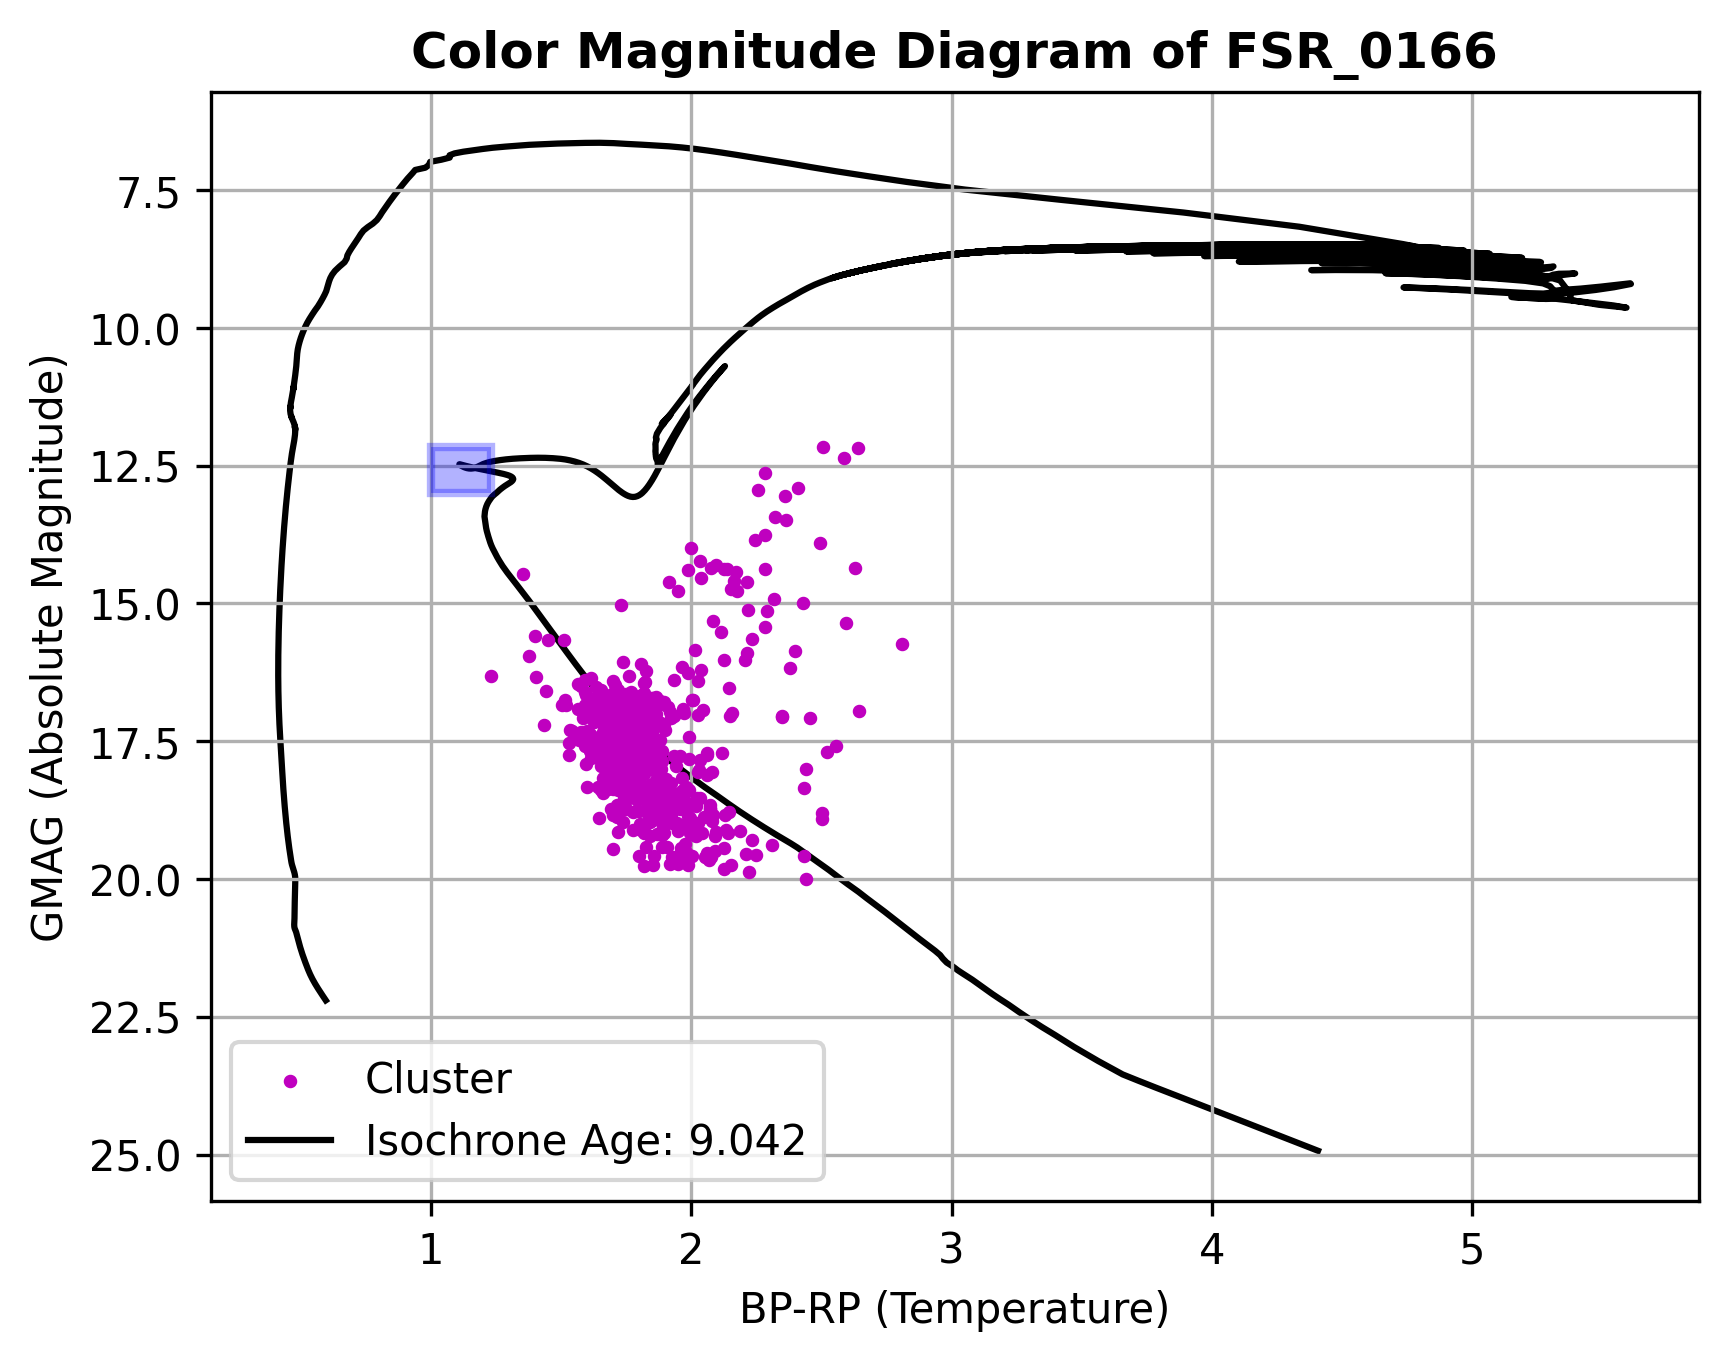 Color Magnitude Diagram of FSR_0166
GMAG (Absolute Magnitude)
7.5
10.0
12.5
15.0
17.5
20.0
22.5
25.0
Cluster
Isochrone Age: 9.042
1 2 3 4 5
BP-RP (Temperature)